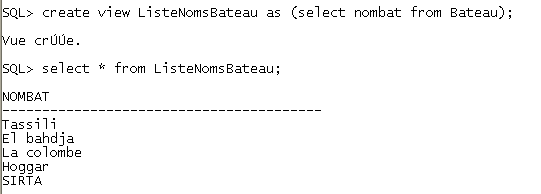 SQL> create view ListeNomsBateau as (select nombat from Bateau);
Vue crÚÚe.
SQL> select * from ListeNomsBateau;
NOMBAT
----------------------------------------
Tassili
El bahdja
La colombe
Hoggar
SIRTA